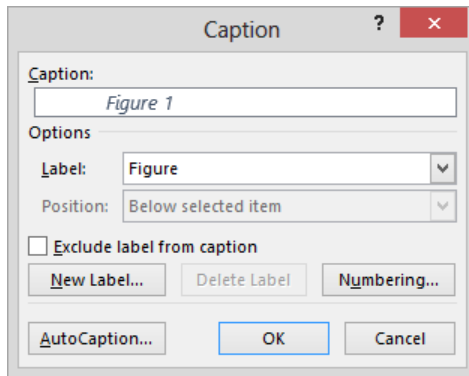 Caption ? ×
Caption:
Figure 1
Options
Label: Figure
Position: Below selected item
Exclude label from caption
New Label... Delete Label Numbering...
AutoCaption... OK Cancel